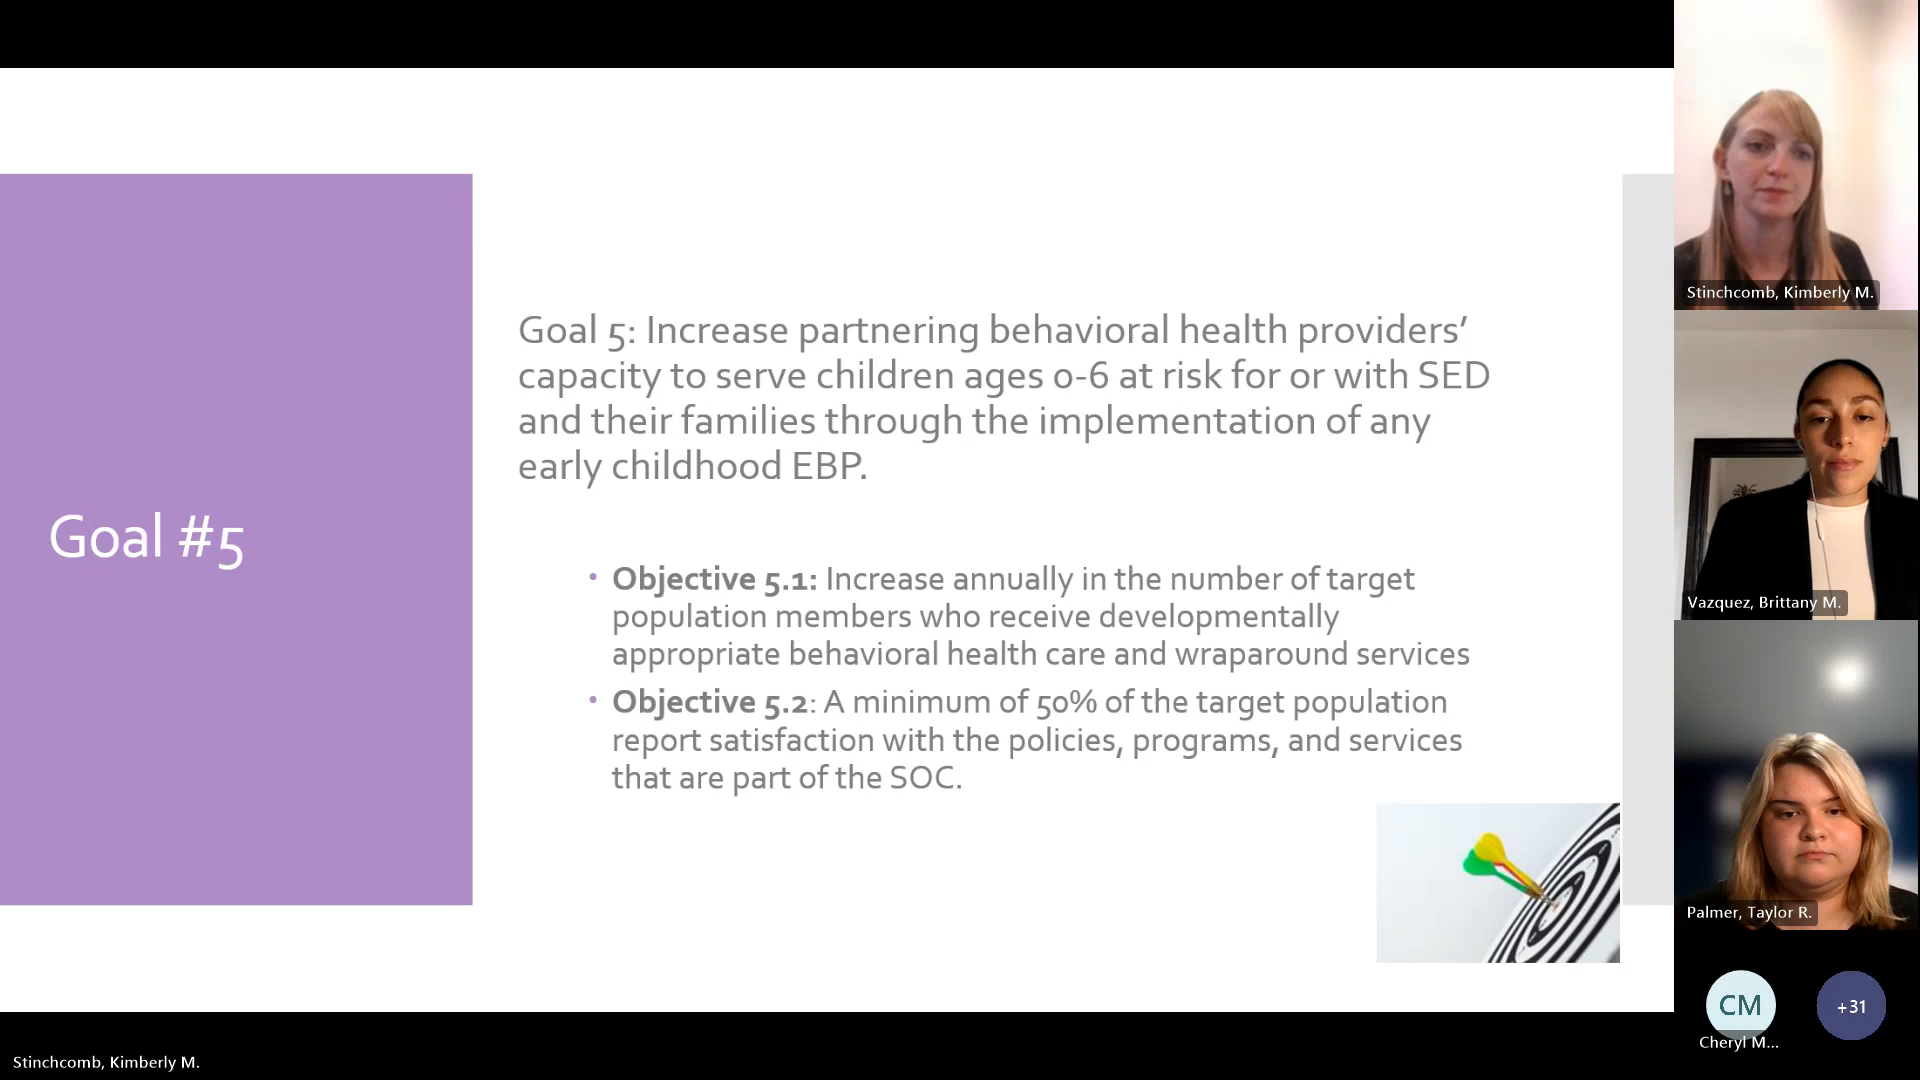 Goal #5
Goal 5: Increase partnering behavioral health providers’
capacity to serve children ages 0-6 at risk for or with SED
and their families through the implementation of any
early childhood EBP.
• Objective 5.1: Increase annually in the number of target
population members who receive developmentally
appropriate behavioral health care and wraparound services
• Objective 5.2: A minimum of 50% of the target population
report satisfaction with the policies, programs, and services
that are part of the SOC.
Stinchcomb, Kimberly M.
Vazquez, Brittany M.
Palmer, Taylor R.
CM
+31
Cheryl M...
Stinchcomb, Kimberly M.